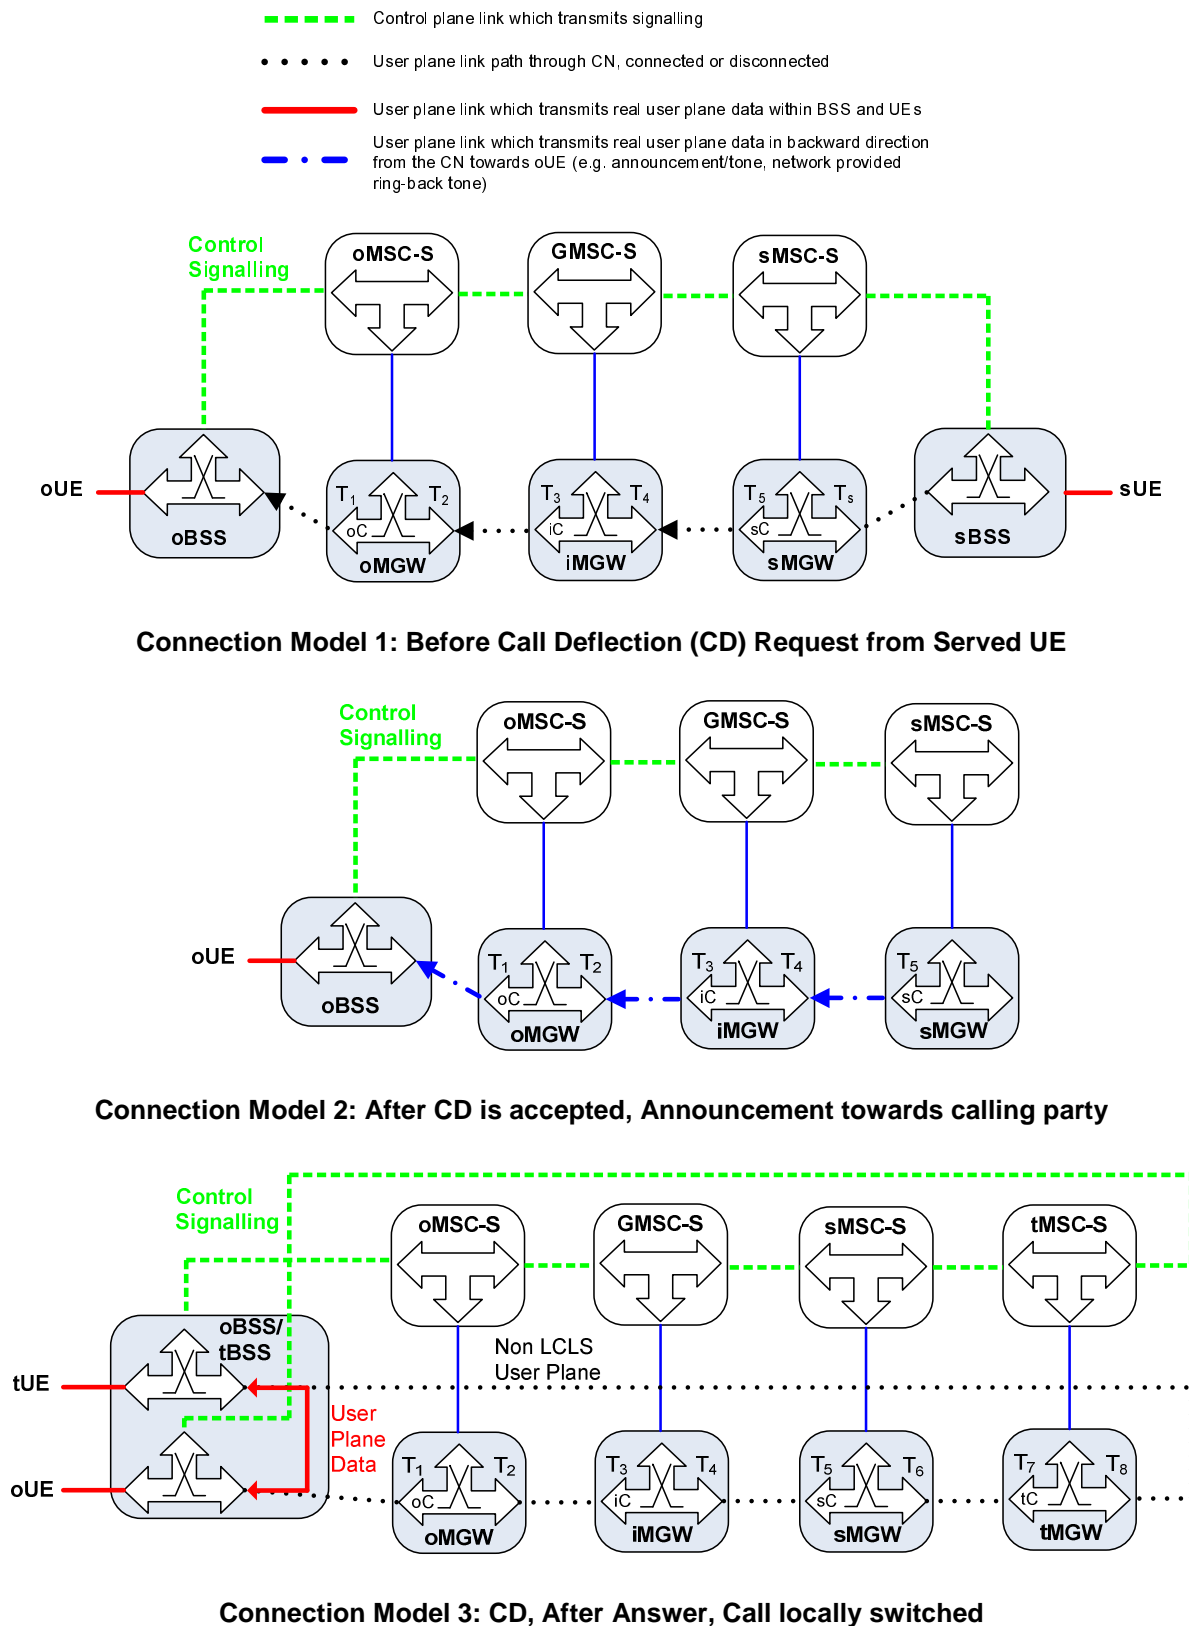 Control plane link which transmits signalling
User plane link path through CN, connected or disconnected
User plane link which transmits real user plane data within BSS and UEs
User plane link which transmits real user plane data in backward direction
from the CN towards oUE (e.g. announcement/tone, network provided
ring-back tone)
Control
Signalling
oMSC-S
GMSC-S
sMSC-S
oUE
oBSS
T1
T2
oC
oMGW
T3
T4
iC
iMGW
T5
Ts
sC
sMGW
sBSS
sUE
Connection Model 1: Before Call Deflection (CD) Request from Served UE
Control
Signalling
oMSC-S
GMSC-S
sMSC-S
oUE
oBSS
T1
T2
oC
oMGW
T3
T4
iC
iMGW
T5
sC
sMGW
Connection Model 2: After CD is accepted, Announcement towards calling party
Control
Signalling
oMSC-S
GMSC-S
sMSC-S
tMSC-S
oBSS/
tBSS
Non LCLS
User Plane
tUE
User
Plane
Data
oUE
T1
T2
oC
oMGW
T3
T4
iC
iMGW
T5
T6
sC
sMGW
T7
T8
tC
tMGW
Connection Model 3: CD, After Answer, Call locally switched